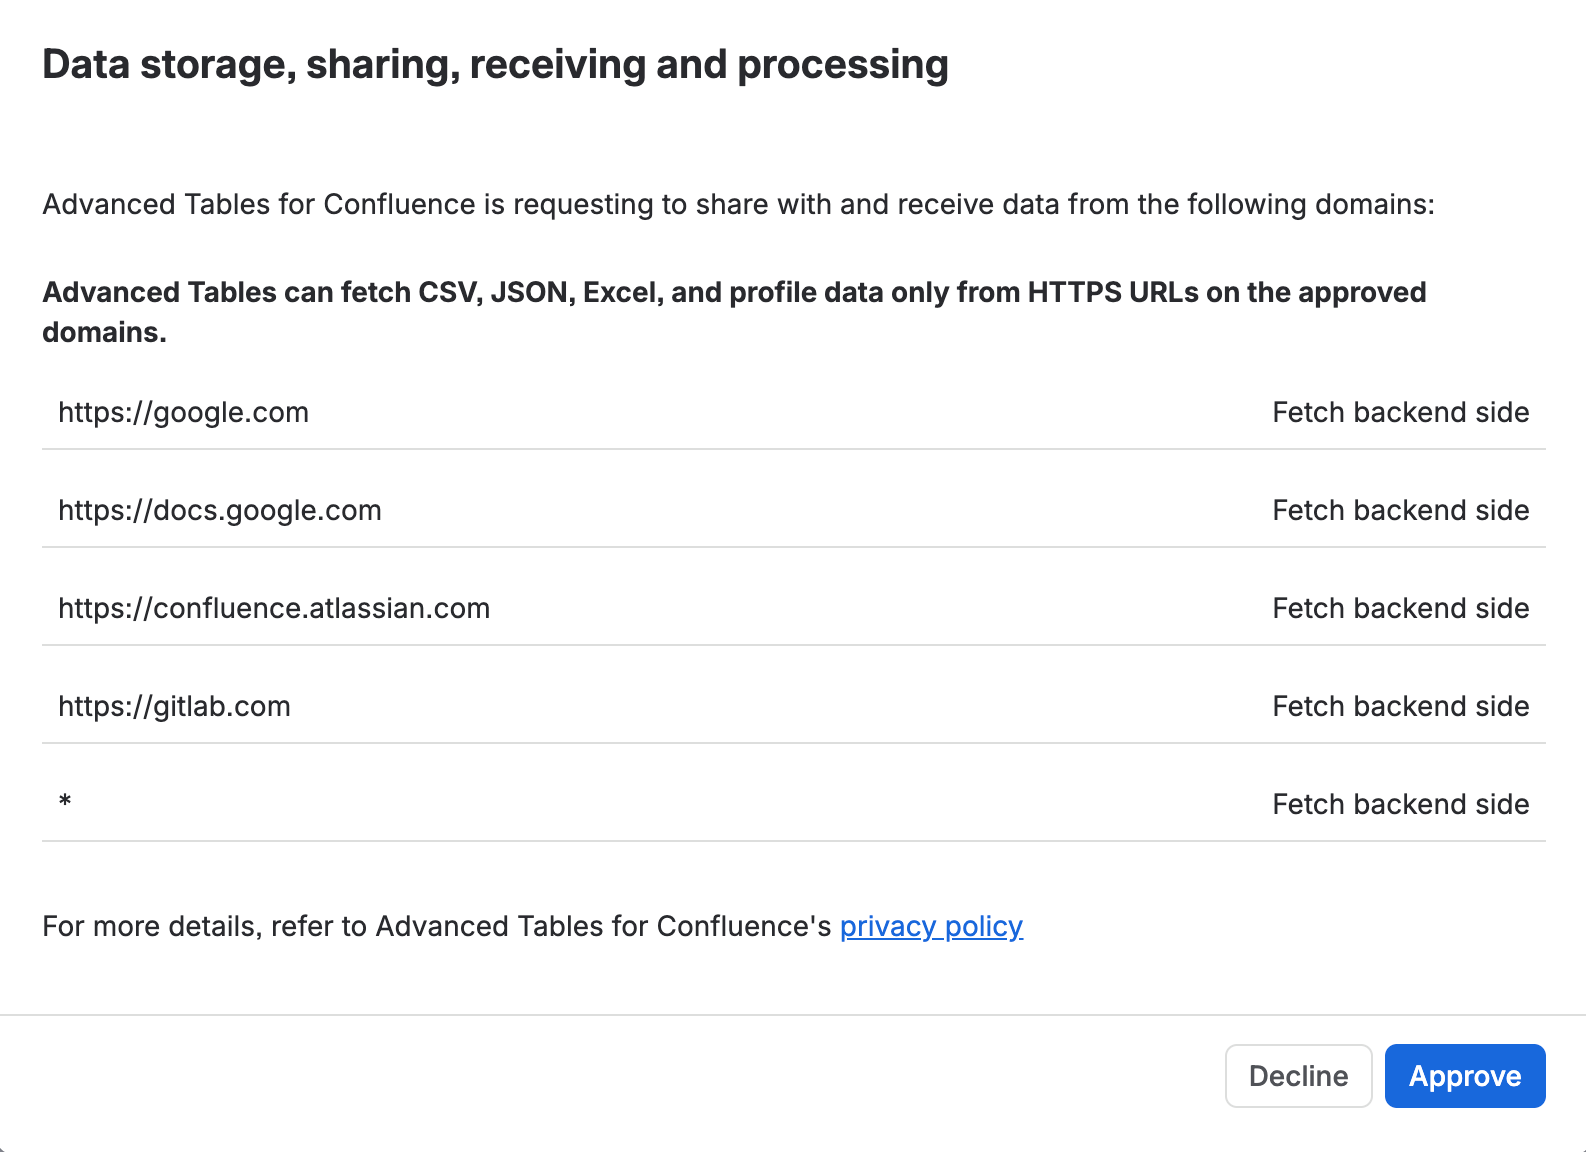 Data storage, sharing, receiving and processing
Advanced Tables for Confluence is requesting to share with and receive data from the following domains:
Advanced Tables can fetch CSV, JSON, Excel, and profile data only from HTTPS URLs on the approved
domains.
https://google.com Fetch backend side
https://docs.google.com Fetch backend side
https://confluence.atlassian.com Fetch backend side
https://gitlab.com Fetch backend side
* Fetch backend side
For more details, refer to Advanced Tables for Confluence's privacy policy
Decline Approve